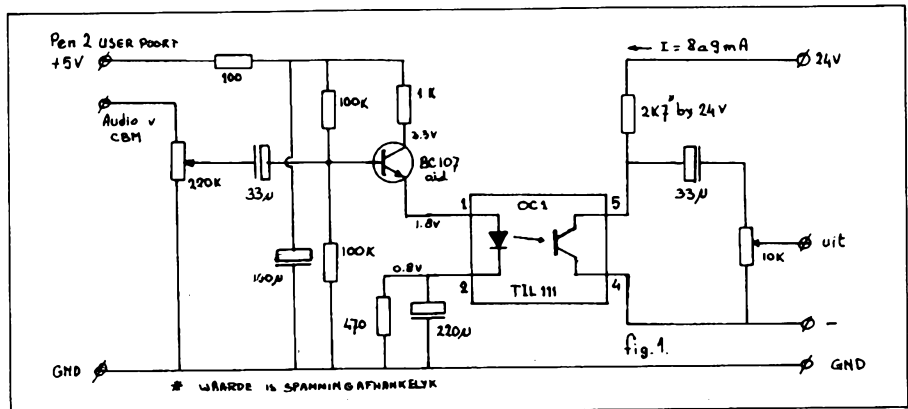 Pen 2 USER POORT
+5V
I = 8 a 9 mA
24V
100
100K
1K
2K7* by 24V
Audio v
CBM
3.3V
BC107
aid
220K
33µ
33µ
OC1
1
5
1.8V
10K
uit
100K
100µ
0.8V
2
4
TIL 111
470
220µ
-
fig. 1.
GND
GND
* WAARDE IS SPANNINGAFHANKELYK